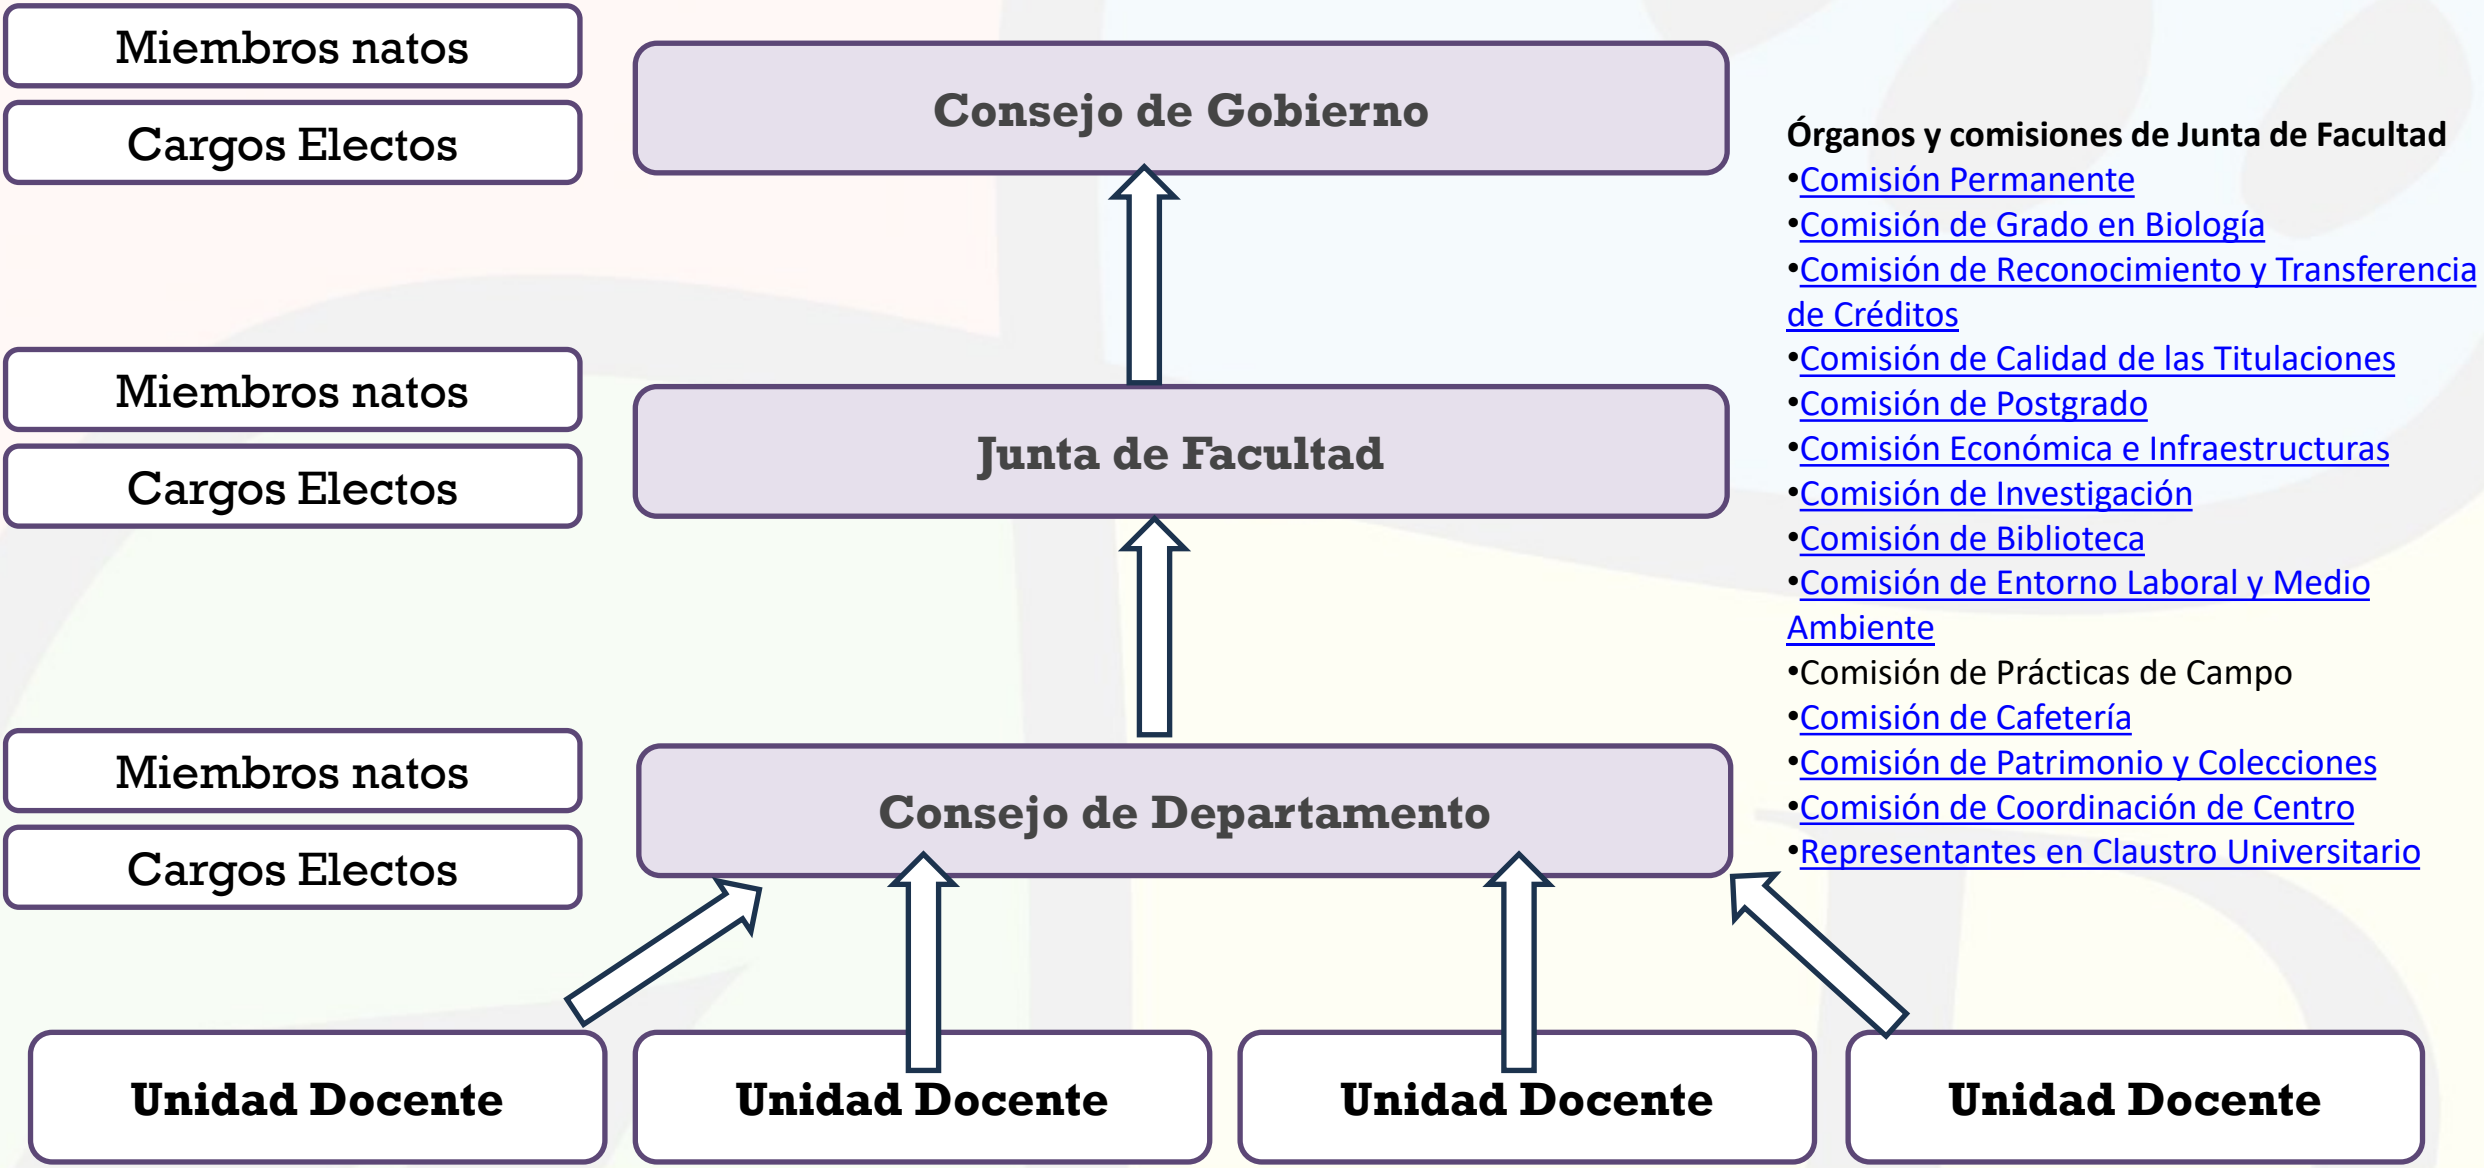 Miembros natos
Cargos Electos
Consejo de Gobierno
Miembros natos
Cargos Electos
Junta de Facultad
Miembros natos
Cargos Electos
Consejo de Departamento
Unidad Docente
Unidad Docente
Unidad Docente
Unidad Docente
Órganos y comisiones de Junta de Facultad
•Comisión Permanente
•Comisión de Grado en Biología
•Comisión de Reconocimiento y Transferencia
de Créditos
•Comisión de Calidad de las Titulaciones
•Comisión de Postgrado
•Comisión Económica e Infraestructuras
•Comisión de Investigación
•Comisión de Biblioteca
•Comisión de Entorno Laboral y Medio
Ambiente
•Comisión de Prácticas de Campo
•Comisión de Cafetería
•Comisión de Patrimonio y Colecciones
•Comisión de Coordinación de Centro
•Representantes en Claustro Universitario